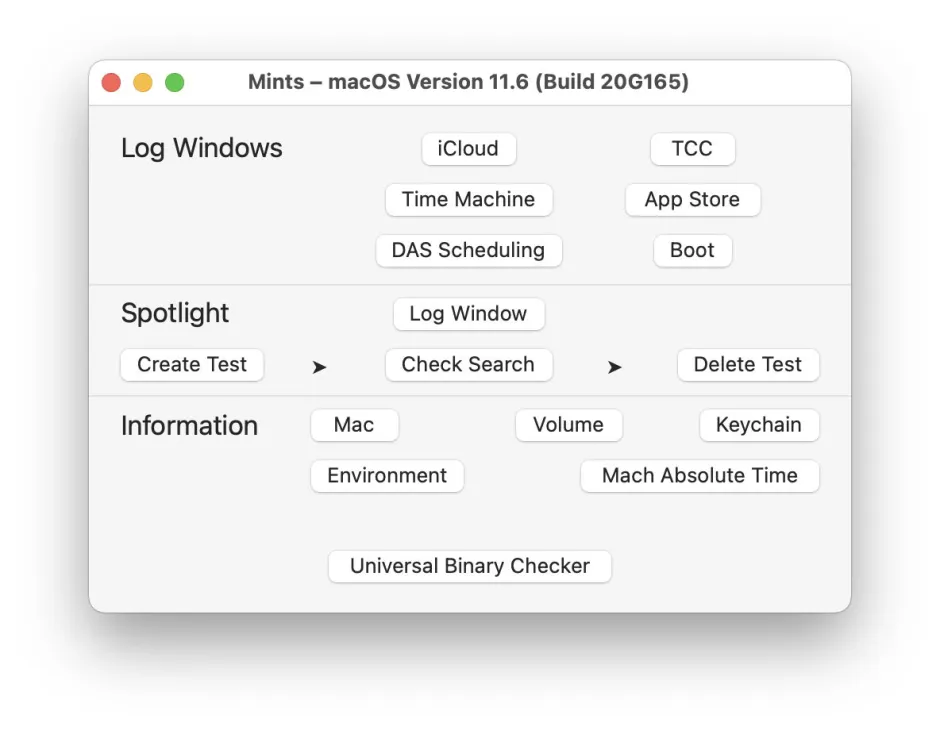 Mints – macOS Version 11.6 (Build 20G165)
Log Windows iCloud TCC
Time Machine App Store
DAS Scheduling Boot
Spotlight Log Window
Create Test ➤ Check Search ➤ Delete Test
Information Mac Volume Keychain
Environment Mach Absolute Time
Universal Binary Checker